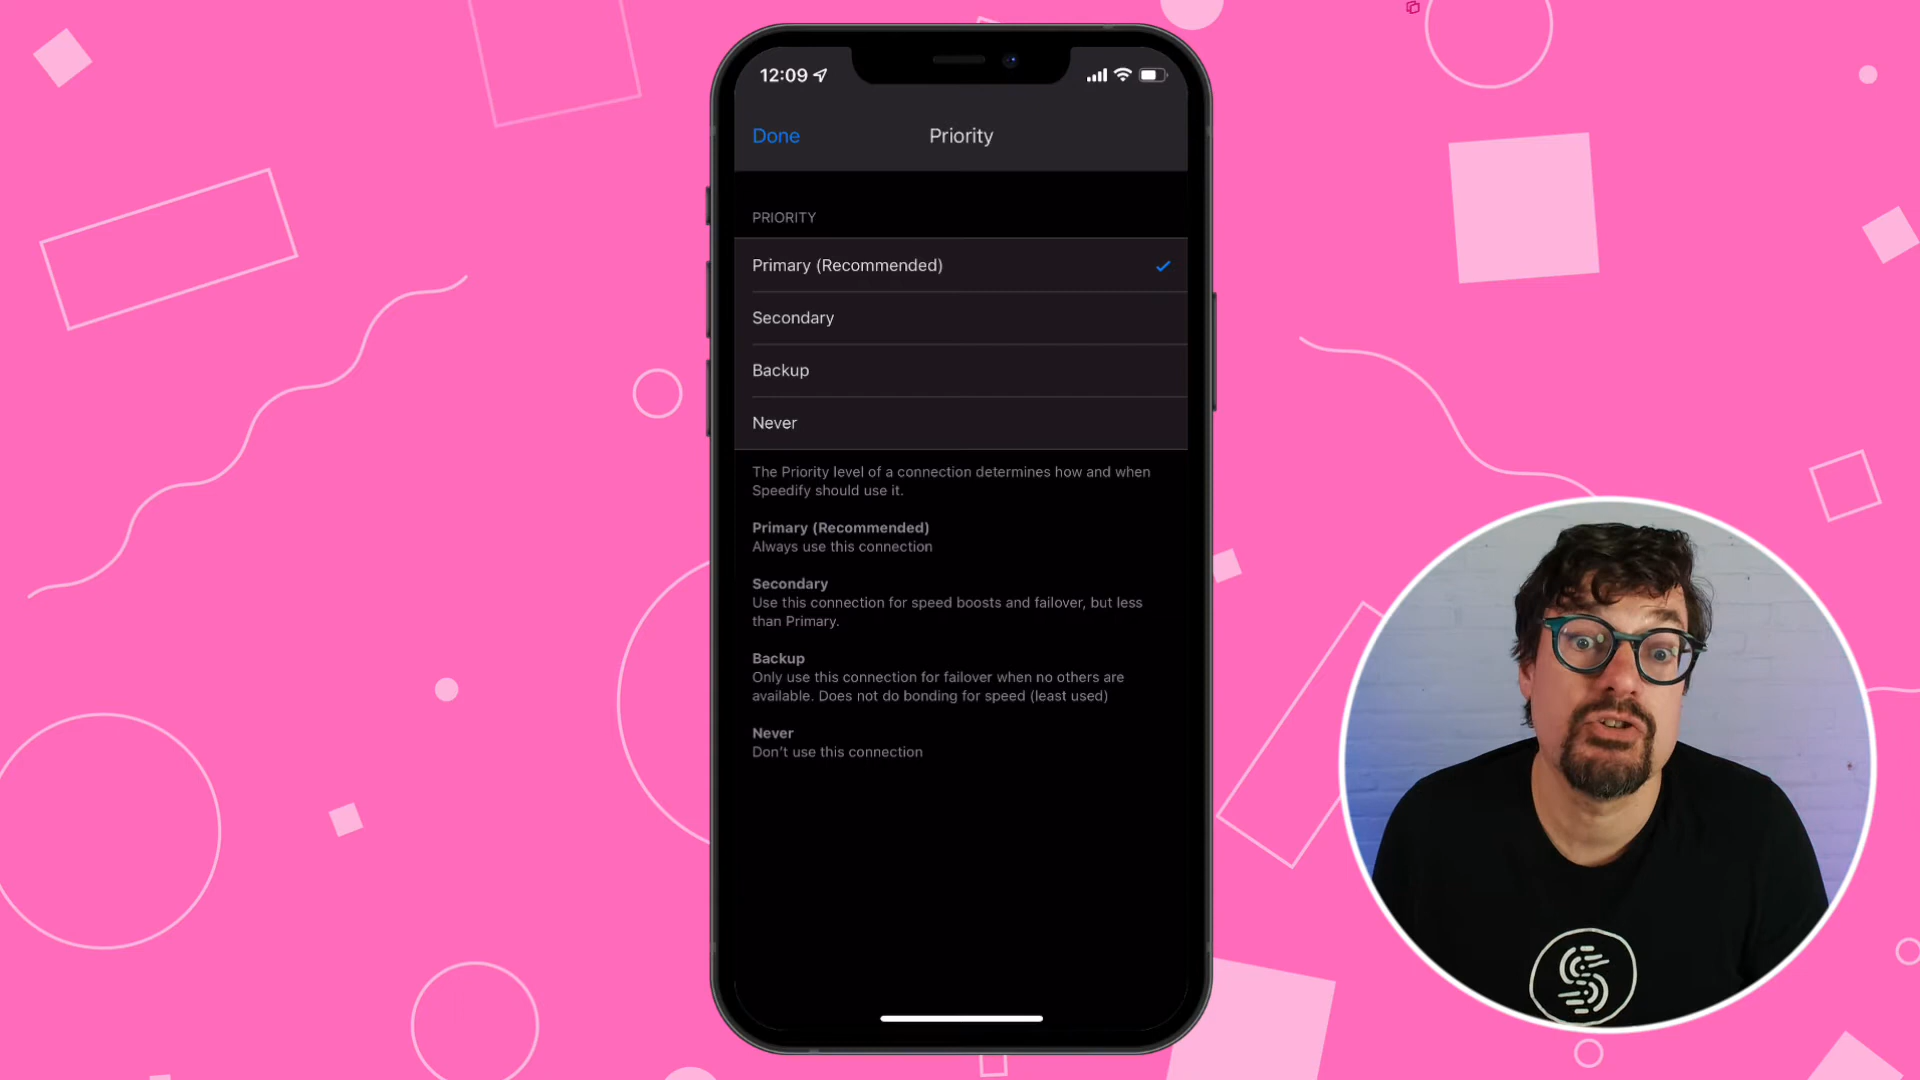 12:09
Done
Priority
PRIORITY
Primary (Recommended)
Secondary
Backup
Never
The Priority level of a connection determines how and when
Speedify should use it.
Primary (Recommended)
Always use this connection
Secondary
Use this connection for speed boosts and failover, but less
than Primary.
Backup
Only use this connection for failover when no others are
available. Does not do bonding for speed (least used)
Never
Don't use this connection